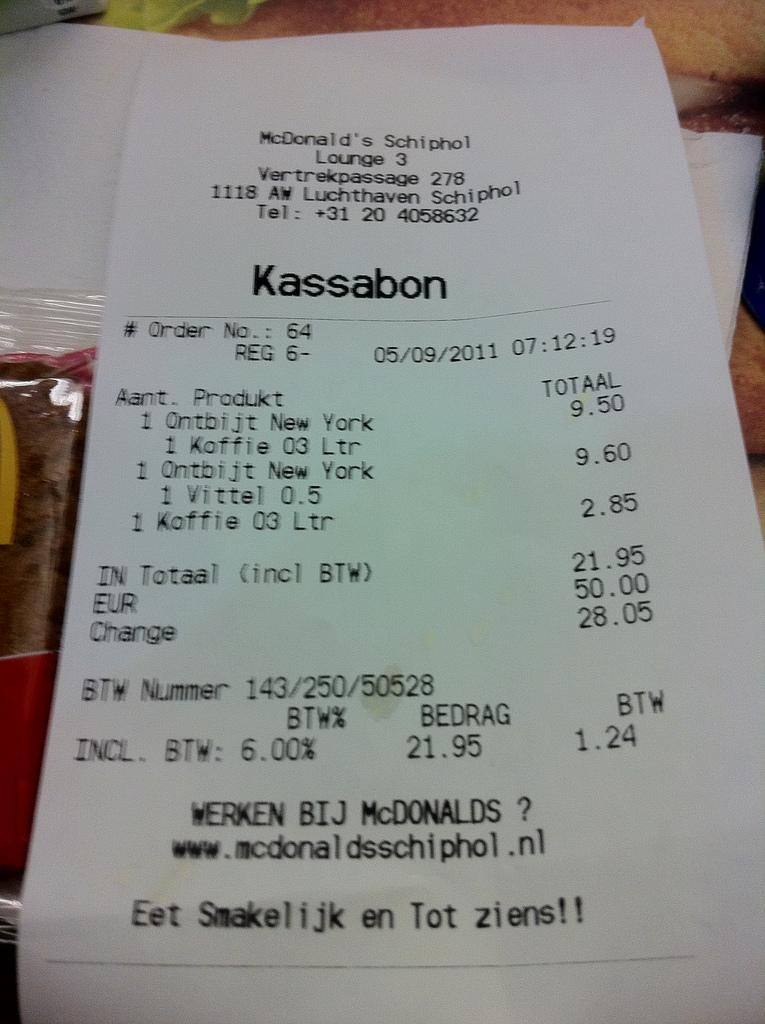 McDonald's Schiphol
Lounge 3
Vertrekpassage 278
1118 AW Luchthaven Schiphol
Tel: +31 20 4058632
Kassabon
# Order No.: 64
REG 6- 05/09/2011 07:12:19
Aant. Produkt TOTAAL
1 Ontbijt New York 9.50
1 Koffie 03 Ltr
1 Ontbijt New York 9.60
1 Vittel 0.5
1 Koffie 03 Ltr 2.85
IN Totaal (incl BTW) 21.95
EUR 50.00
Change 28.05
BTW Nummer 143/250/50528
BTW% BEDRAG BTW
INCL. BTW: 6.00% 21.95 1.24
WERKEN BIJ McDONALDS ?
www.mcdonaldsschiphol.nl
Eet Smakelijk en Tot ziens!!